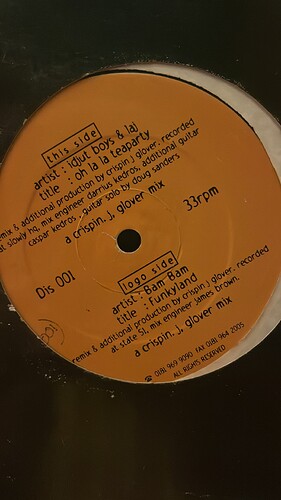 this side
artist : idjut boys & laj
title : oh la la teaparty
remix & additional production by crispin j glover. recorded
at slowly hq. mix engineer darrius kedros. additional guitar
caspar kedros. guitar solo by doug sanders
a crispin. j. glover mix
33rpm
Dis 001
logo side
artist : Bam Bam
title : Funkyland
remix & additional production by crispin j glover. recorded
at state 51. mix engineer james brown.
a crispin. j. glover mix
☎ 0181 969 9090 FAX 0181 964 2005
ALL RIGHTS RESERVED